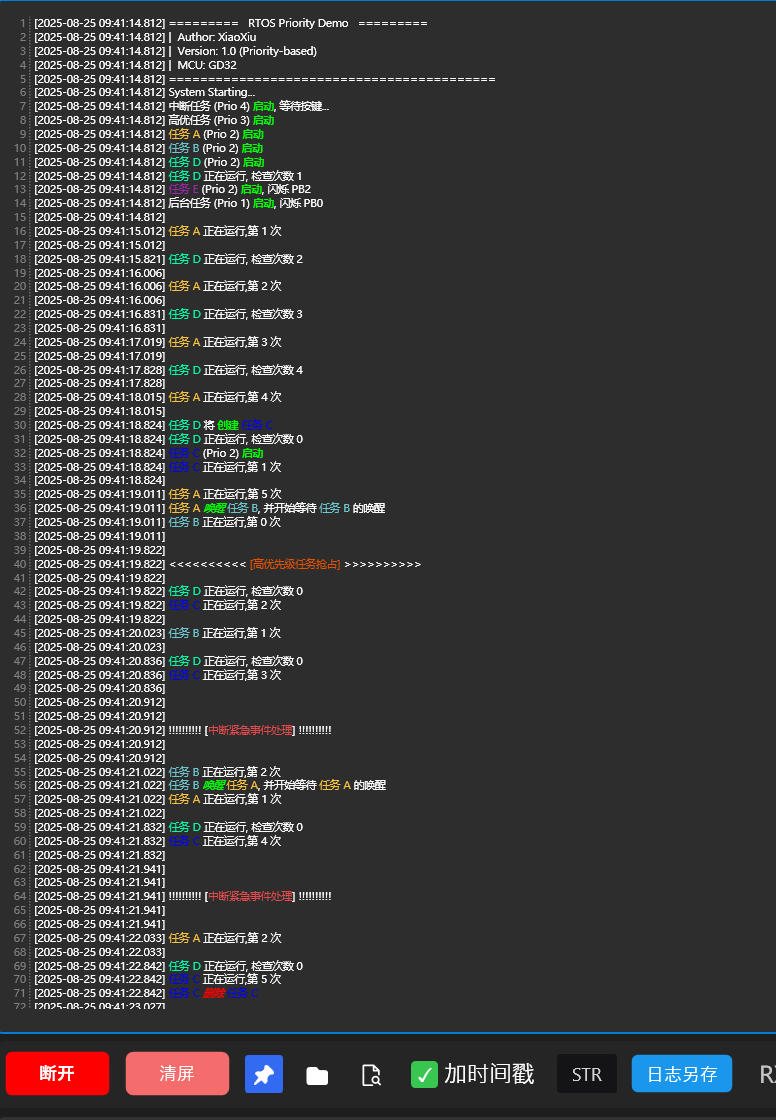 1 [2025-08-25 09:41:14.812] ========= RTOS Priority Demo =========
2 [2025-08-25 09:41:14.812] | Author: XiaoXiu
3 [2025-08-25 09:41:14.812] | Version: 1.0 (Priority-based)
4 [2025-08-25 09:41:14.812] | MCU: GD32
5 [2025-08-25 09:41:14.812] ==========================================
6 [2025-08-25 09:41:14.812] System Starting...
7 [2025-08-25 09:41:14.812] 中断任务 (Prio 4) 启动, 等待按键...
8 [2025-08-25 09:41:14.812] 高优任务 (Prio 3) 启动
9 [2025-08-25 09:41:14.812] 任务 A (Prio 2) 启动
10 [2025-08-25 09:41:14.812] 任务 B (Prio 2) 启动
11 [2025-08-25 09:41:14.812] 任务 D (Prio 2) 启动
12 [2025-08-25 09:41:14.812] 任务 D 正在运行, 检查次数 1
13 [2025-08-25 09:41:14.812] 任务 E (Prio 2) 启动, 闪烁 PB2
14 [2025-08-25 09:41:14.812] 后台任务 (Prio 1) 启动, 闪烁 PB0
15 [2025-08-25 09:41:14.812]
16 [2025-08-25 09:41:15.012] 任务 A 正在运行,第 1 次
17 [2025-08-25 09:41:15.012]
18 [2025-08-25 09:41:15.821] 任务 D 正在运行, 检查次数 2
19 [2025-08-25 09:41:16.006]
20 [2025-08-25 09:41:16.006] 任务 A 正在运行,第 2 次
21 [2025-08-25 09:41:16.006]
22 [2025-08-25 09:41:16.831] 任务 D 正在运行, 检查次数 3
23 [2025-08-25 09:41:16.831]
24 [2025-08-25 09:41:17.019] 任务 A 正在运行,第 3 次
25 [2025-08-25 09:41:17.019]
26 [2025-08-25 09:41:17.828] 任务 D 正在运行, 检查次数 4
27 [2025-08-25 09:41:17.828]
28 [2025-08-25 09:41:18.015] 任务 A 正在运行,第 4 次
29 [2025-08-25 09:41:18.015]
30 [2025-08-25 09:41:18.824] 任务 D 将 创建 任务 C
31 [2025-08-25 09:41:18.824] 任务 D 正在运行, 检查次数 0
32 [2025-08-25 09:41:18.824] 任务 C (Prio 2) 启动
33 [2025-08-25 09:41:18.824] 任务 C 正在运行,第 1 次
34 [2025-08-25 09:41:18.824]
35 [2025-08-25 09:41:19.011] 任务 A 正在运行,第 5 次
36 [2025-08-25 09:41:19.011] 任务 A 唤醒 任务 B, 并开始等待 任务 B 的唤醒
37 [2025-08-25 09:41:19.011] 任务 B 正在运行,第 0 次
38 [2025-08-25 09:41:19.011]
39 [2025-08-25 09:41:19.822]
40 [2025-08-25 09:41:19.822] <<<<<<<<<< [高优先级任务抢占] >>>>>>>>>>
41 [2025-08-25 09:41:19.822]
42 [2025-08-25 09:41:19.822] 任务 D 正在运行, 检查次数 0
43 [2025-08-25 09:41:19.822] 任务 C 正在运行,第 2 次
44 [2025-08-25 09:41:19.822]
45 [2025-08-25 09:41:20.023] 任务 B 正在运行,第 1 次
46 [2025-08-25 09:41:20.023]
47 [2025-08-25 09:41:20.836] 任务 D 正在运行, 检查次数 0
48 [2025-08-25 09:41:20.836] 任务 C 正在运行,第 3 次
49 [2025-08-25 09:41:20.836]
50 [2025-08-25 09:41:20.912]
51 [2025-08-25 09:41:20.912]
52 [2025-08-25 09:41:20.912] !!!!!!!!!! [中断紧急事件处理] !!!!!!!!!!
53 [2025-08-25 09:41:20.912]
54 [2025-08-25 09:41:20.912]
55 [2025-08-25 09:41:21.022] 任务 B 正在运行,第 2 次
56 [2025-08-25 09:41:21.022] 任务 B 唤醒 任务 A, 并开始等待 任务 A 的唤醒
57 [2025-08-25 09:41:21.022] 任务 A 正在运行,第 1 次
58 [2025-08-25 09:41:21.022]
59 [2025-08-25 09:41:21.832] 任务 D 正在运行, 检查次数 0
60 [2025-08-25 09:41:21.832] 任务 C 正在运行,第 4 次
61 [2025-08-25 09:41:21.832]
62 [2025-08-25 09:41:21.941]
63 [2025-08-25 09:41:21.941]
64 [2025-08-25 09:41:21.941] !!!!!!!!!! [中断紧急事件处理] !!!!!!!!!!
65 [2025-08-25 09:41:21.941]
66 [2025-08-25 09:41:21.941]
67 [2025-08-25 09:41:22.033] 任务 A 正在运行,第 2 次
68 [2025-08-25 09:41:22.033]
69 [2025-08-25 09:41:22.842] 任务 D 正在运行, 检查次数 0
70 [2025-08-25 09:41:22.842] 任务 C 正在运行,第 5 次
71 [2025-08-25 09:41:22.842] 任务 C 删除 任务 C
72 [2025-08-25 09:41:23.027]
断开 清屏 加时间戳 STR 日志另存